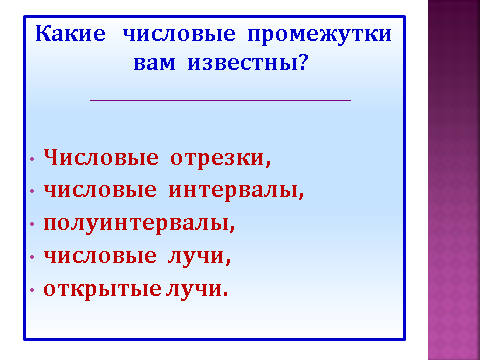 Какие числовые промежутки
вам известны?
• Числовые отрезки,
• числовые интервалы,
• полуинтервалы,
• числовые лучи,
• открытые лучи.